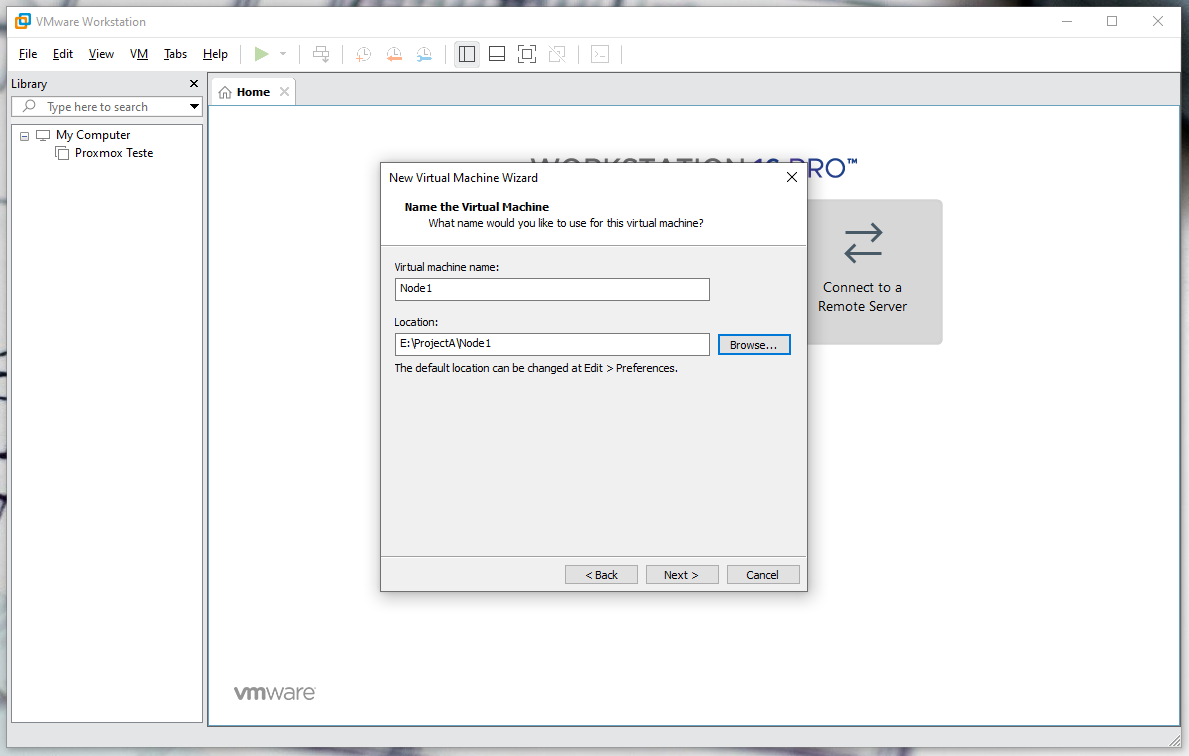 VMware Workstation
File Edit View VM Tabs Help
Library
Type here to search
My Computer
Proxmox Teste
Home
WORKSTATION 16 PRO™
New Virtual Machine Wizard
Name the Virtual Machine
What name would you like to use for this virtual machine?
Virtual machine name:
Node1
Location:
E:\ProjectA\Node1
Browse...
The default location can be changed at Edit > Preferences.
< Back
Next >
Cancel
Connect to a
Remote Server
vmware